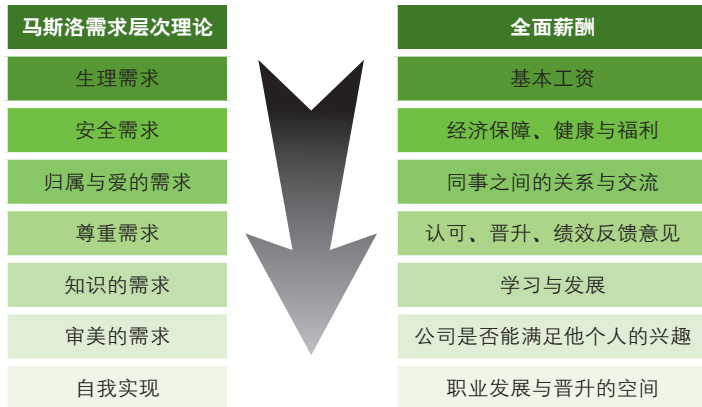 马斯洛需求层次理论 全面薪酬
生理需求 基本工资
安全需求 经济保障、健康与福利
归属与爱的需求 同事之间的关系与交流
尊重需求 认可、晋升、绩效反馈意见
知识的需求 学习与发展
审美的需求 公司是否能满足他个人的兴趣
自我实现 职业发展与晋升的空间